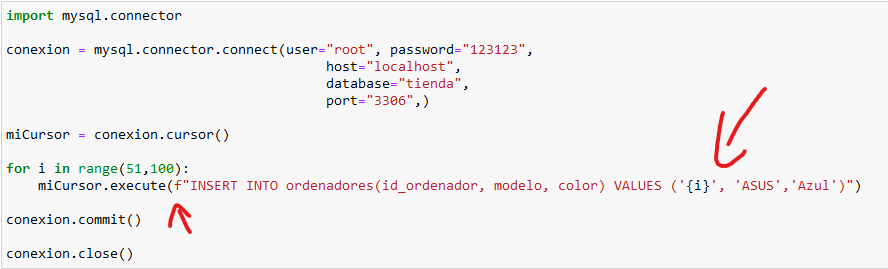 import mysql.connector
conexion = mysql.connector.connect(user="root", password="123123",
host="localhost",
database="tienda",
port="3306",)
miCursor = conexion.cursor()
for i in range(51,100):
miCursor.execute(f"INSERT INTO ordenadores(id_ordenador, modelo, color) VALUES ('{i}', 'ASUS','Azul')")
conexion.commit()
conexion.close()